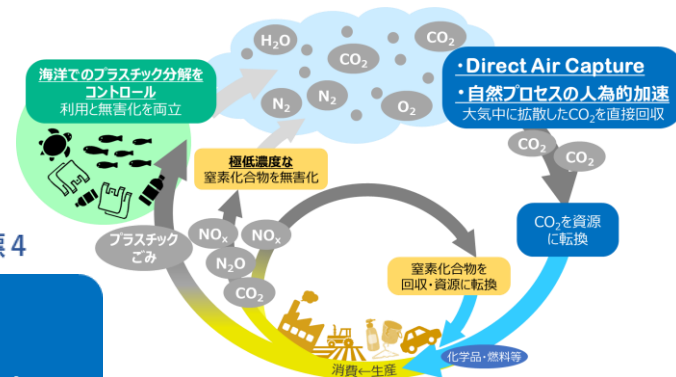 海洋でのプラスチック分解を
コントロール
利用と無害化を両立
H₂O
CO₂
CO₂
N₂
N₂
O₂
・Direct Air Capture
・自然プロセスの人為的加速
大気中に拡散したCO₂を直接回収
CO₂
CO₂
極低濃度な
窒素化合物を無害化
プラスチック
ごみ
NOₓ
NOₓ
N₂O
CO₂
CO₂を資源
に転換
窒素化合物を
回収・資源に転換
化学品・燃料等
消費←生産
4